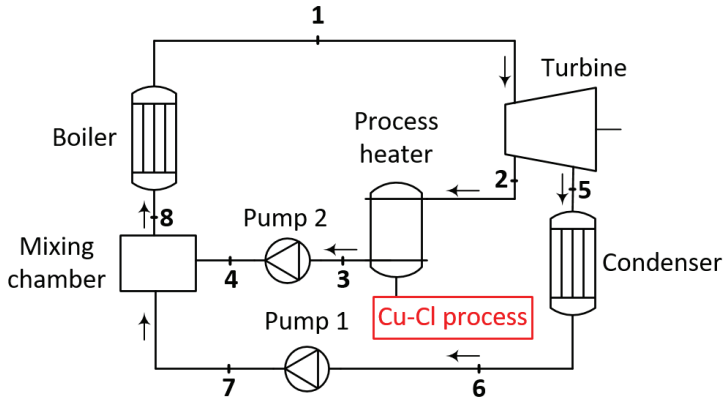 1
Turbine
Process
heater
Boiler
2
5
8
Pump 2
Mixing
chamber
4
3
Condenser
Cu-Cl process
Pump 1
7
6